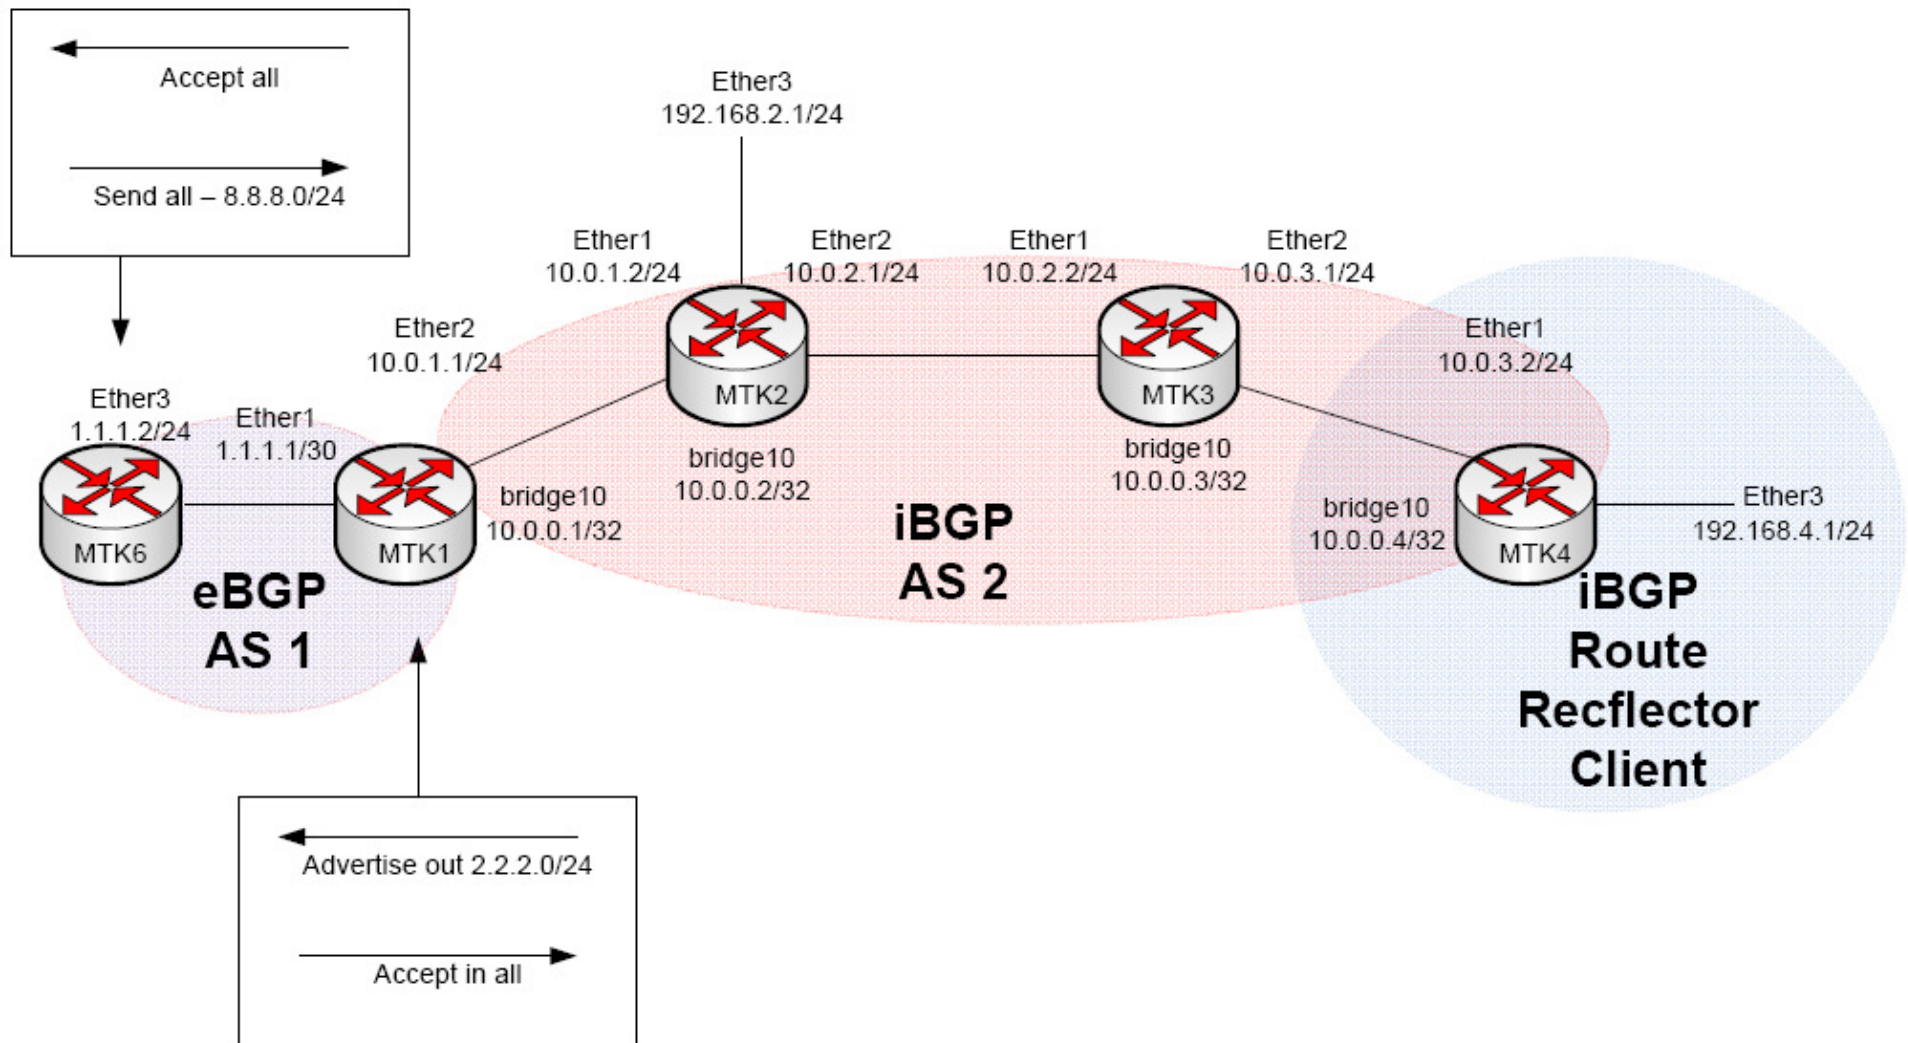 Accept all
Send all – 8.8.8.0/24
Ether3
192.168.2.1/24
Ether1
10.0.1.2/24
Ether2
10.0.2.1/24
Ether1
10.0.2.2/24
Ether2
10.0.3.1/24
Ether2
10.0.1.1/24
Ether1
10.0.3.2/24
MTK2
MTK3
Ether3
1.1.1.2/24
Ether1
1.1.1.1/30
bridge10
10.0.0.2/32
bridge10
10.0.0.3/32
bridge10
10.0.0.1/32
bridge10
10.0.0.4/32
Ether3
192.168.4.1/24
MTK6
MTK1
MTK4
eBGP
AS 1
iBGP
AS 2
iBGP
Route
Recflector
Client
Advertise out 2.2.2.0/24
Accept in all